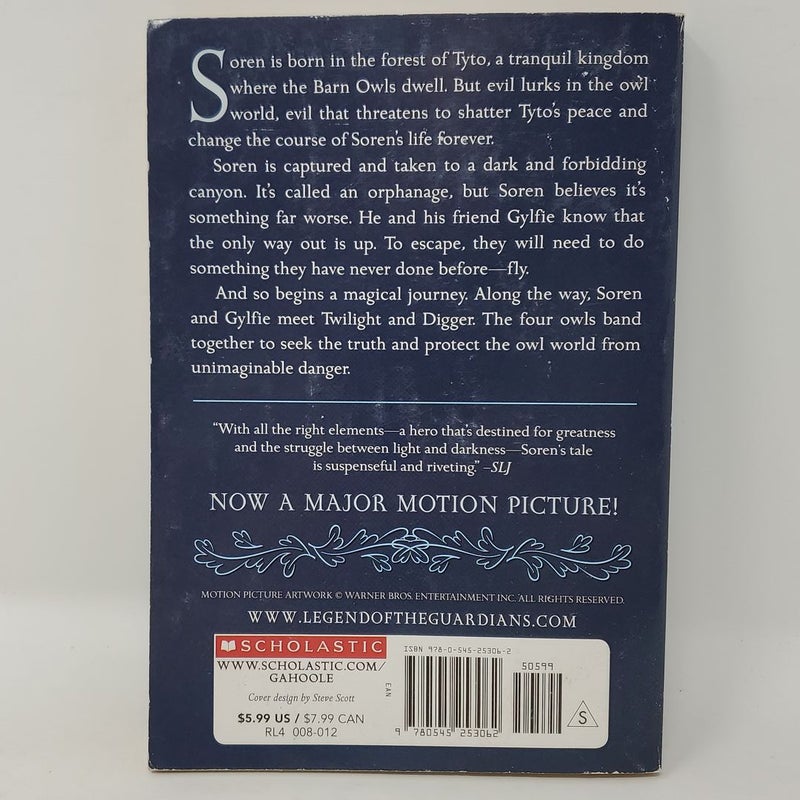 Soren is born in the forest of Tyto, a tranquil kingdom
where the Barn Owls dwell. But evil lurks in the owl
world, evil that threatens to shatter Tyto's peace and
change the course of Soren's life forever.
Soren is captured and taken to a dark and forbidding
canyon. It's called an orphanage, but Soren believes it's
something far worse. He and his friend Gylfie know that
the only way out is up. To escape, they will need to do
something they have never done before—fly.
And so begins a magical journey. Along the way, Soren
and Gylfie meet Twilight and Digger. The four owls band
together to seek the truth and protect the owl world from
unimaginable danger.
"With all the right elements—a hero that's destined for greatness
and the struggle between light and darkness—Soren's tale
is suspenseful and riveting." –SLJ
NOW A MAJOR MOTION PICTURE!
MOTION PICTURE ARTWORK © WARNER BROS. ENTERTAINMENT INC. ALL RIGHTS RESERVED.
WWW.LEGENDOFTHEGUARDIANS.COM
SCHOLASTIC
WWW.SCHOLASTIC.COM/
GAHOOLE
Cover design by Steve Scott
$5.99 US / $7.99 CAN
RL4 008-012
EAN
ISBN 978-0-545-25306-2
50599
9 780545 253062
S